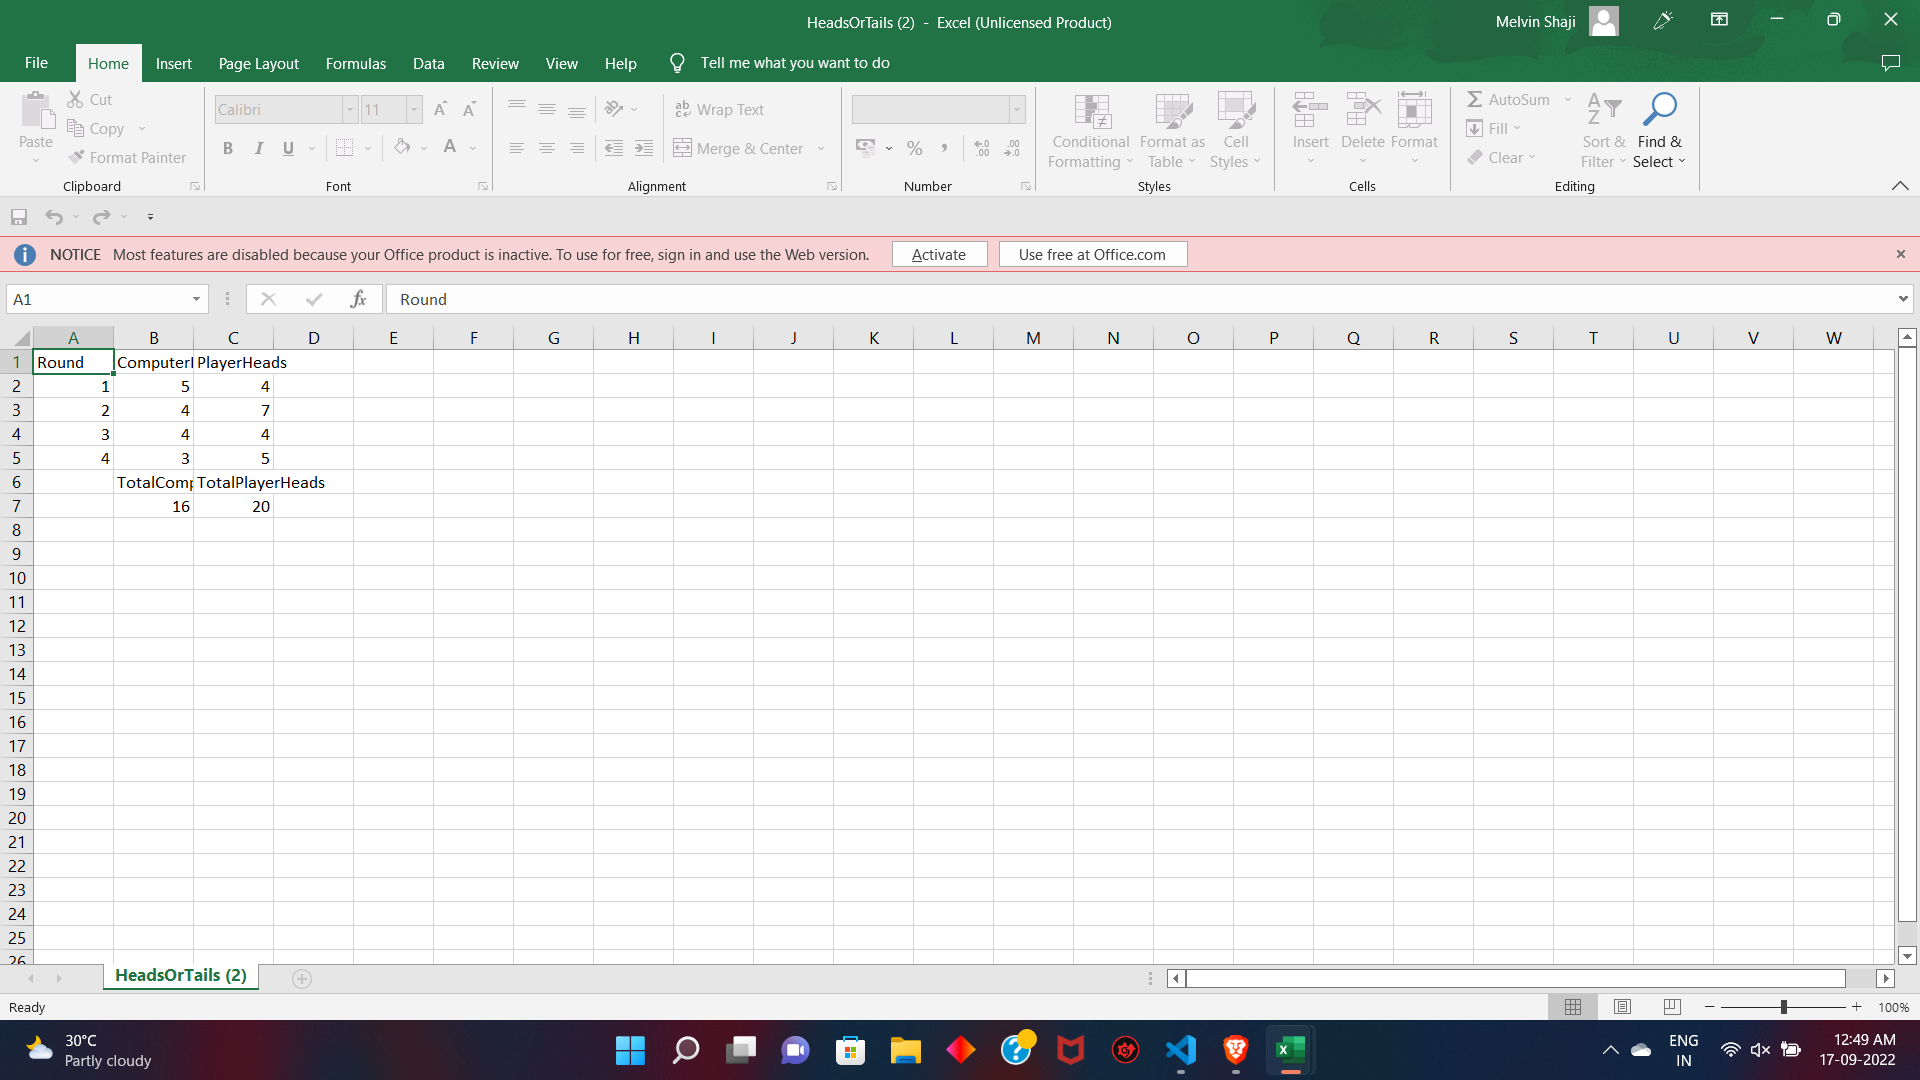 HeadsOrTails (2) - Excel (Unlicensed Product)
Melvin Shaji
File Home Insert Page Layout Formulas Data Review View Help Tell me what you want to do
Paste
Cut
Copy
Format Painter
Clipboard
Calibri 11
B I U A
Font
ab Wrap Text
Merge & Center
Alignment
% ,
Number
Conditional Formatting
Format as Table
Cell Styles
Styles
Insert Delete Format
Cells
AutoSum
Fill
Clear
Sort & Filter
Find & Select
Editing
NOTICE Most features are disabled because your Office product is inactive. To use for free, sign in and use the Web version. Activate Use free at Office.com
A1 fx Round
A B C D E F G H I J K L M N O P Q R S T U V W
1 Round ComputerI PlayerHeads
2 1 5 4
3 2 4 7
4 3 4 4
5 4 3 5
6 TotalComp TotalPlayerHeads
7 16 20
8
9
10
11
12
13
14
15
16
17
18
19
20
21
22
23
24
25
26
HeadsOrTails (2)
Ready 100%
30°C
Partly cloudy
ENG
IN
12:49 AM
17-09-2022